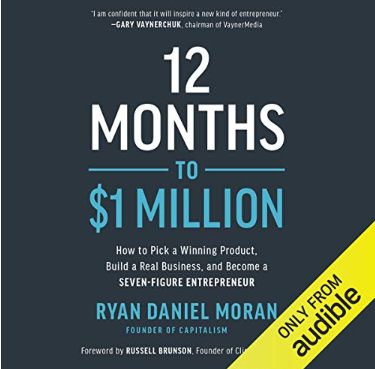 "I am confident that it will inspire a new kind of entrepreneur."
—GARY VAYNERCHUK, chairman of VaynerMedia
12
MONTHS
TO
$1 MILLION
How to Pick a Winning Product,
Build a Real Business, and Become a
SEVEN-FIGURE ENTREPRENEUR
RYAN DANIEL MORAN
FOUNDER OF CAPITALISM
Foreword by RUSSELL BRUNSON, Founder of
ONLY FROM
audible